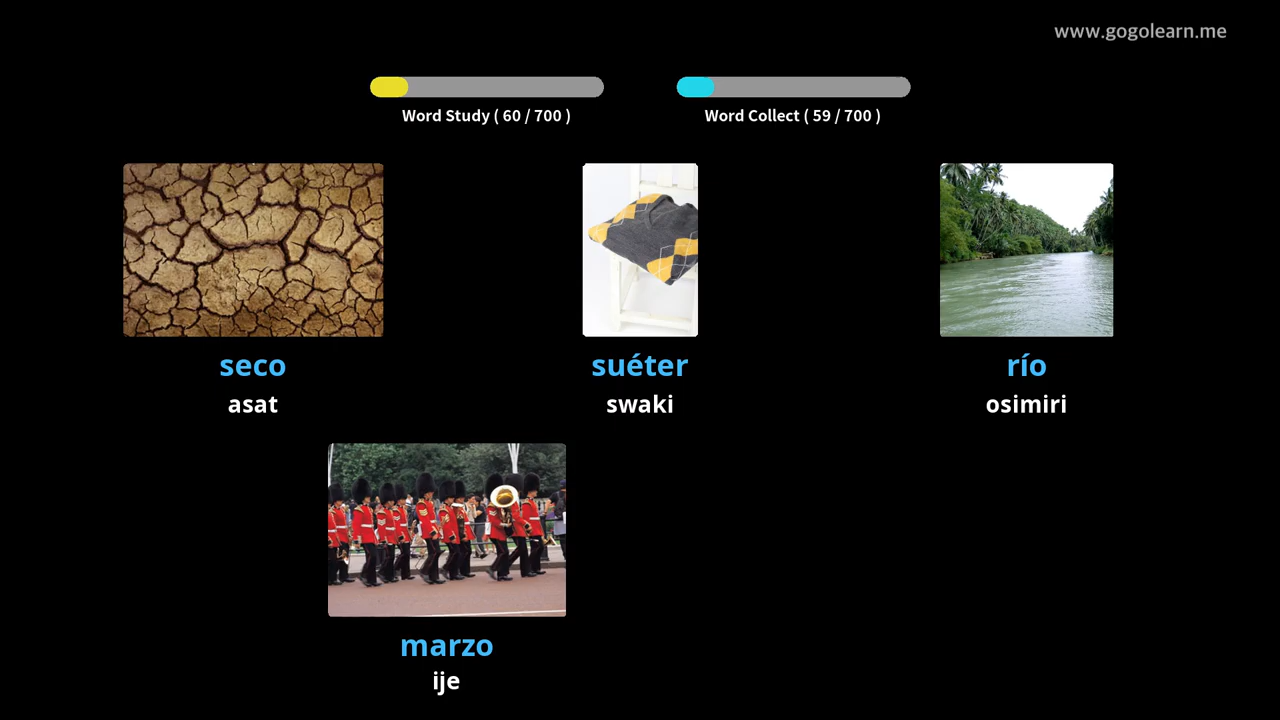 www.gogolearn.me
Word Study ( 60 / 700 )
Word Collect ( 59 / 700 )
seco
asat
suéter
swaki
río
osimiri
marzo
ije